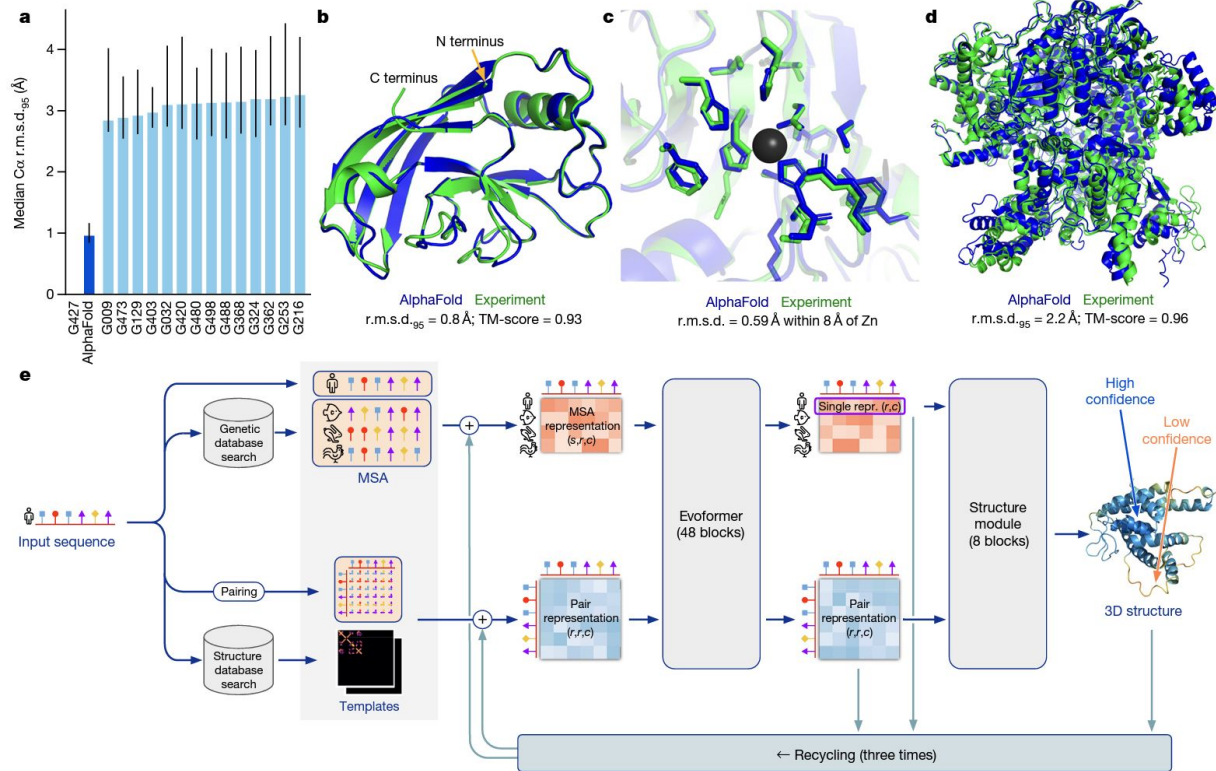 a
Median Cα r.m.s.d.95 (Å)
4
3
2
1
0
G427
AlphaFold
G009
G473
G129
G403
G032
G420
G480
G498
G488
G368
G324
G362
G253
G216
b
N terminus
C terminus
AlphaFold Experiment
r.m.s.d.95 = 0.8 Å; TM-score = 0.93
c
AlphaFold Experiment
r.m.s.d. = 0.59 Å within 8 Å of Zn
d
AlphaFold Experiment
r.m.s.d.95 = 2.2 Å; TM-score = 0.96
e
Input sequence
Genetic
database
search
MSA
Pairing
Structure
database
search
Templates
+
+
MSA
representation
(s,r,c)
Pair
representation
(r,r,c)
Evoformer
(48 blocks)
Single repr. (r,c)
Pair
representation
(r,r,c)
Structure
module
(8 blocks)
High
confidence
Low
confidence
3D structure
← Recycling (three times)